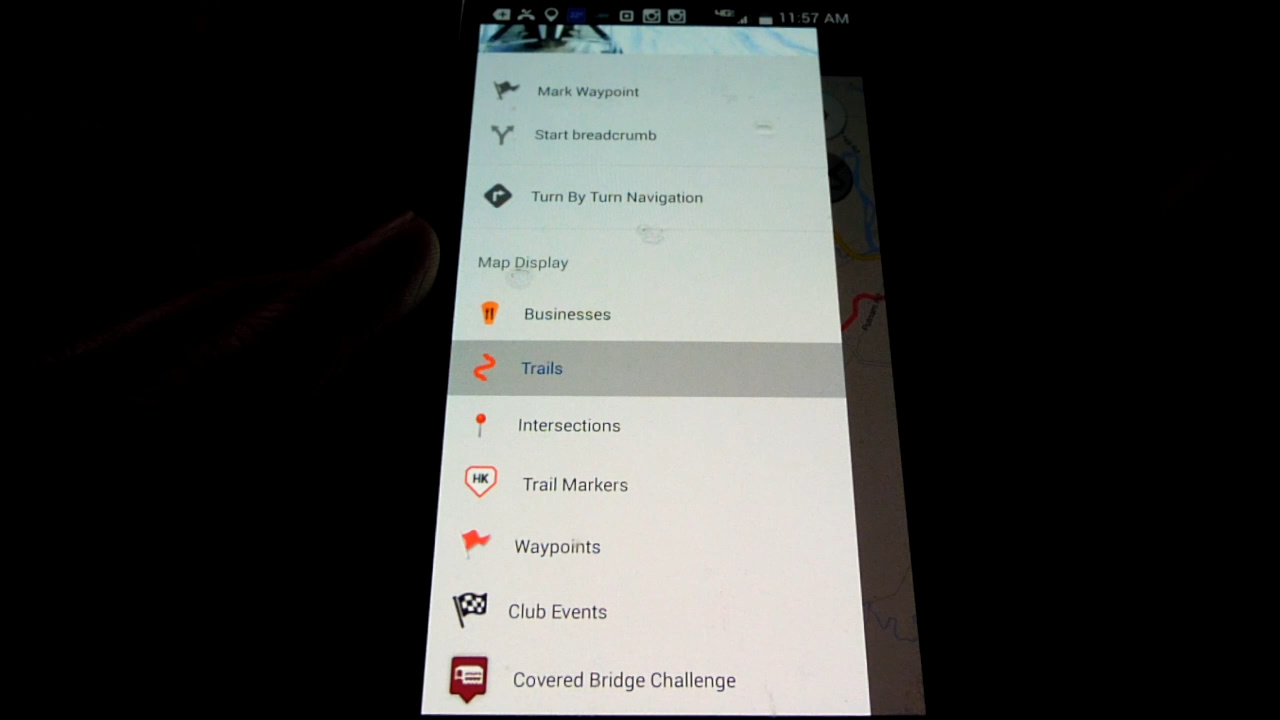 11:57 AM
Mark Waypoint
Start breadcrumb
Turn By Turn Navigation
Map Display
Businesses
Trails
Intersections
HK
Trail Markers
Waypoints
Club Events
Covered Bridge Challenge